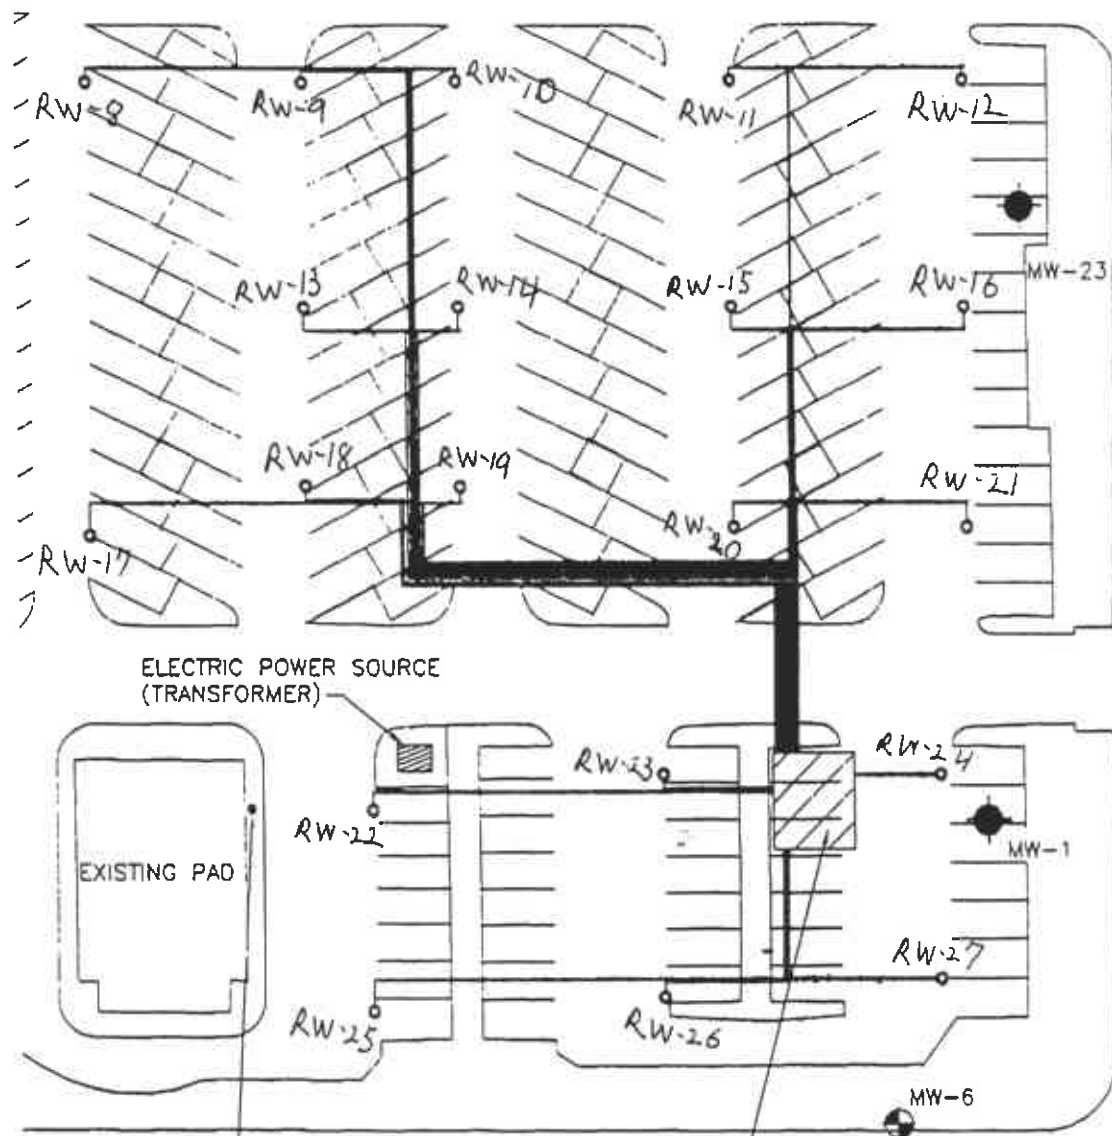 RW-8
RW-9
RW-10
RW-11
RW-12
MW-23
RW-13
RW-14
RW-15
RW-16
RW-18
RW-19
RW-20
RW-21
RW-17
ELECTRIC POWER SOURCE
(TRANSFORMER)
RW-23
RW-24
RW-22
EXISTING PAD
MW-1
RW-27
RW-25
RW-26
MW-6